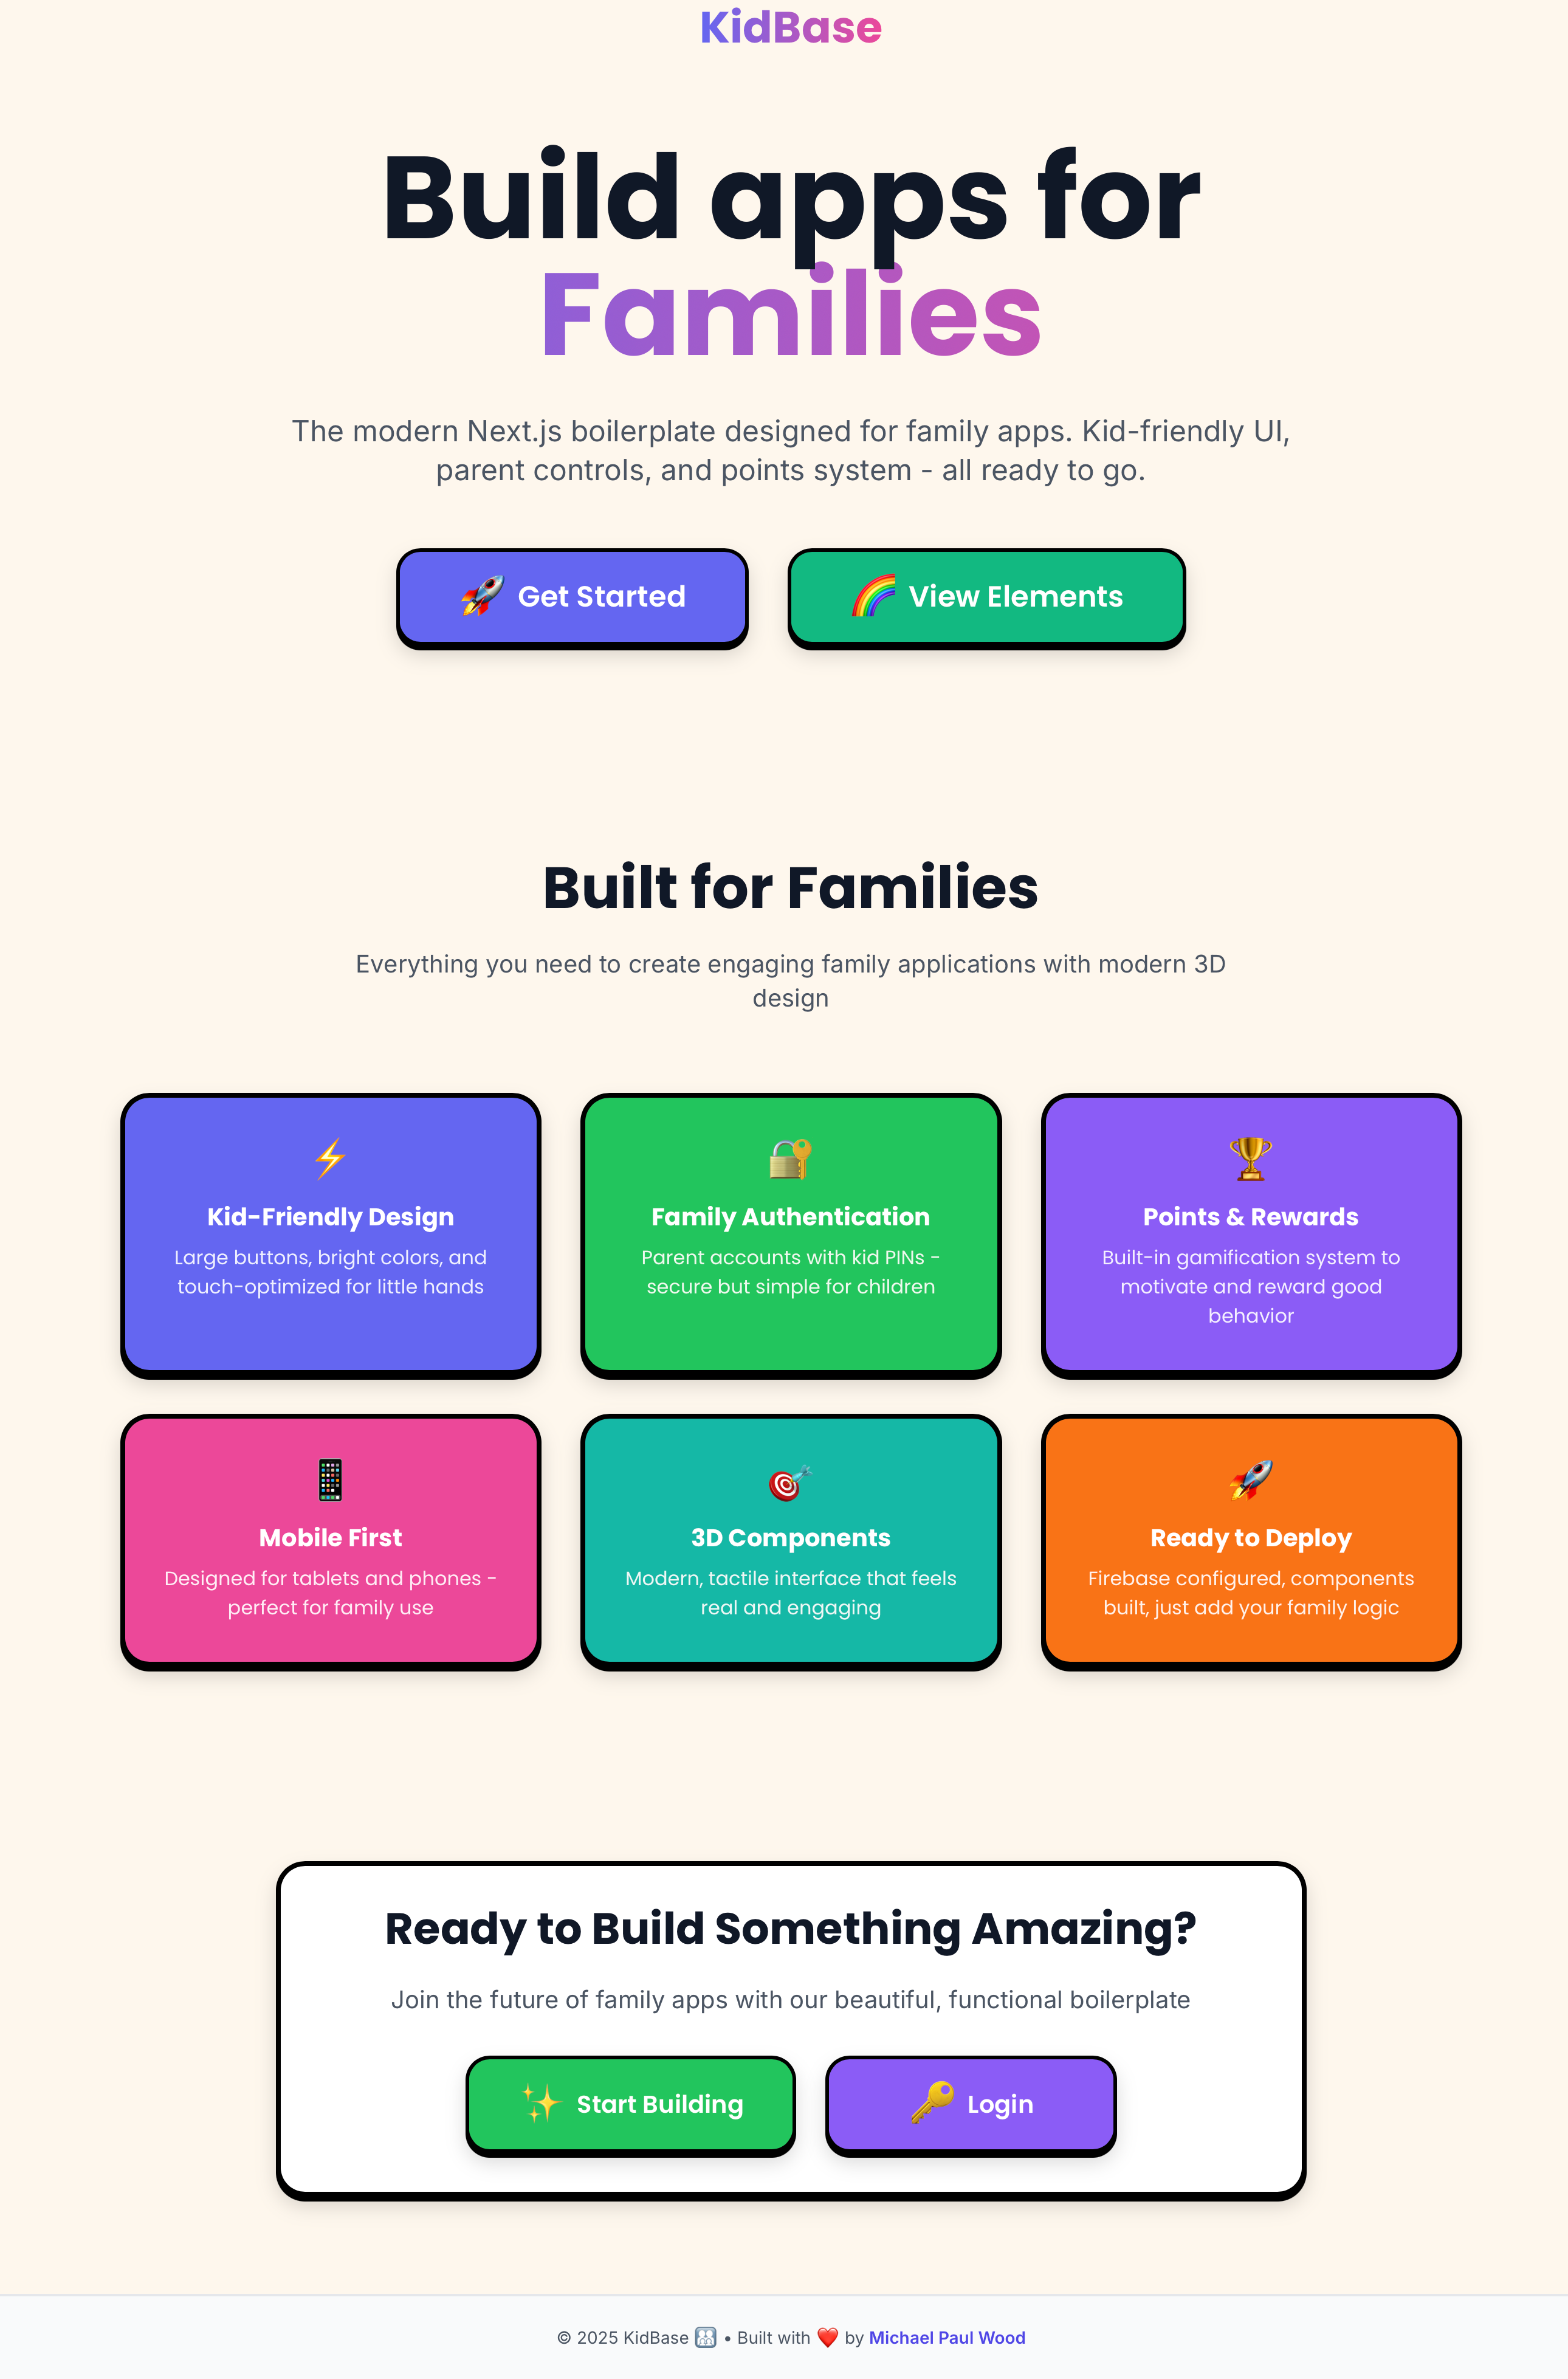 KidBase
Build apps for
Families
The modern Next.js boilerplate designed for family apps. Kid-friendly UI,
parent controls, and points system - all ready to go.
🚀 Get Started
🌈 View Elements
Built for Families
Everything you need to create engaging family applications with modern 3D
design
⚡
Kid-Friendly Design
Large buttons, bright colors, and
touch-optimized for little hands
🔐
Family Authentication
Parent accounts with kid PINs -
secure but simple for children
🏆
Points & Rewards
Built-in gamification system to
motivate and reward good
behavior
📱
Mobile First
Designed for tablets and phones -
perfect for family use
🎯
3D Components
Modern, tactile interface that feels
real and engaging
🚀
Ready to Deploy
Firebase configured, components
built, just add your family logic
Ready to Build Something Amazing?
Join the future of family apps with our beautiful, functional boilerplate
✨ Start Building
🔑 Login
© 2025 KidBase 👨‍👩‍👧‍👦 • Built with ❤️ by Michael Paul Wood